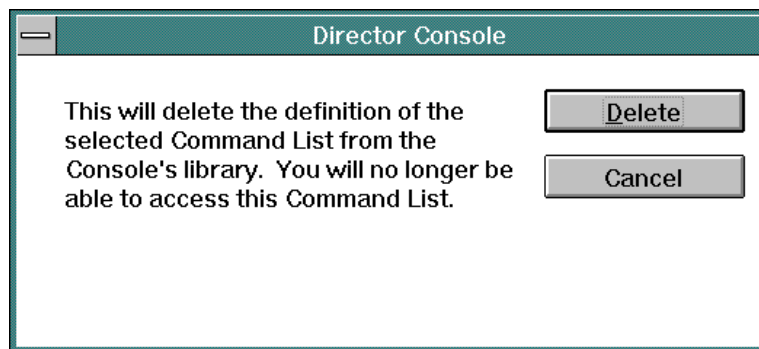 Director Console
This will delete the definition of the
selected Command List from the
Console's library.  You will no longer be
able to access this Command List.
Delete
Cancel